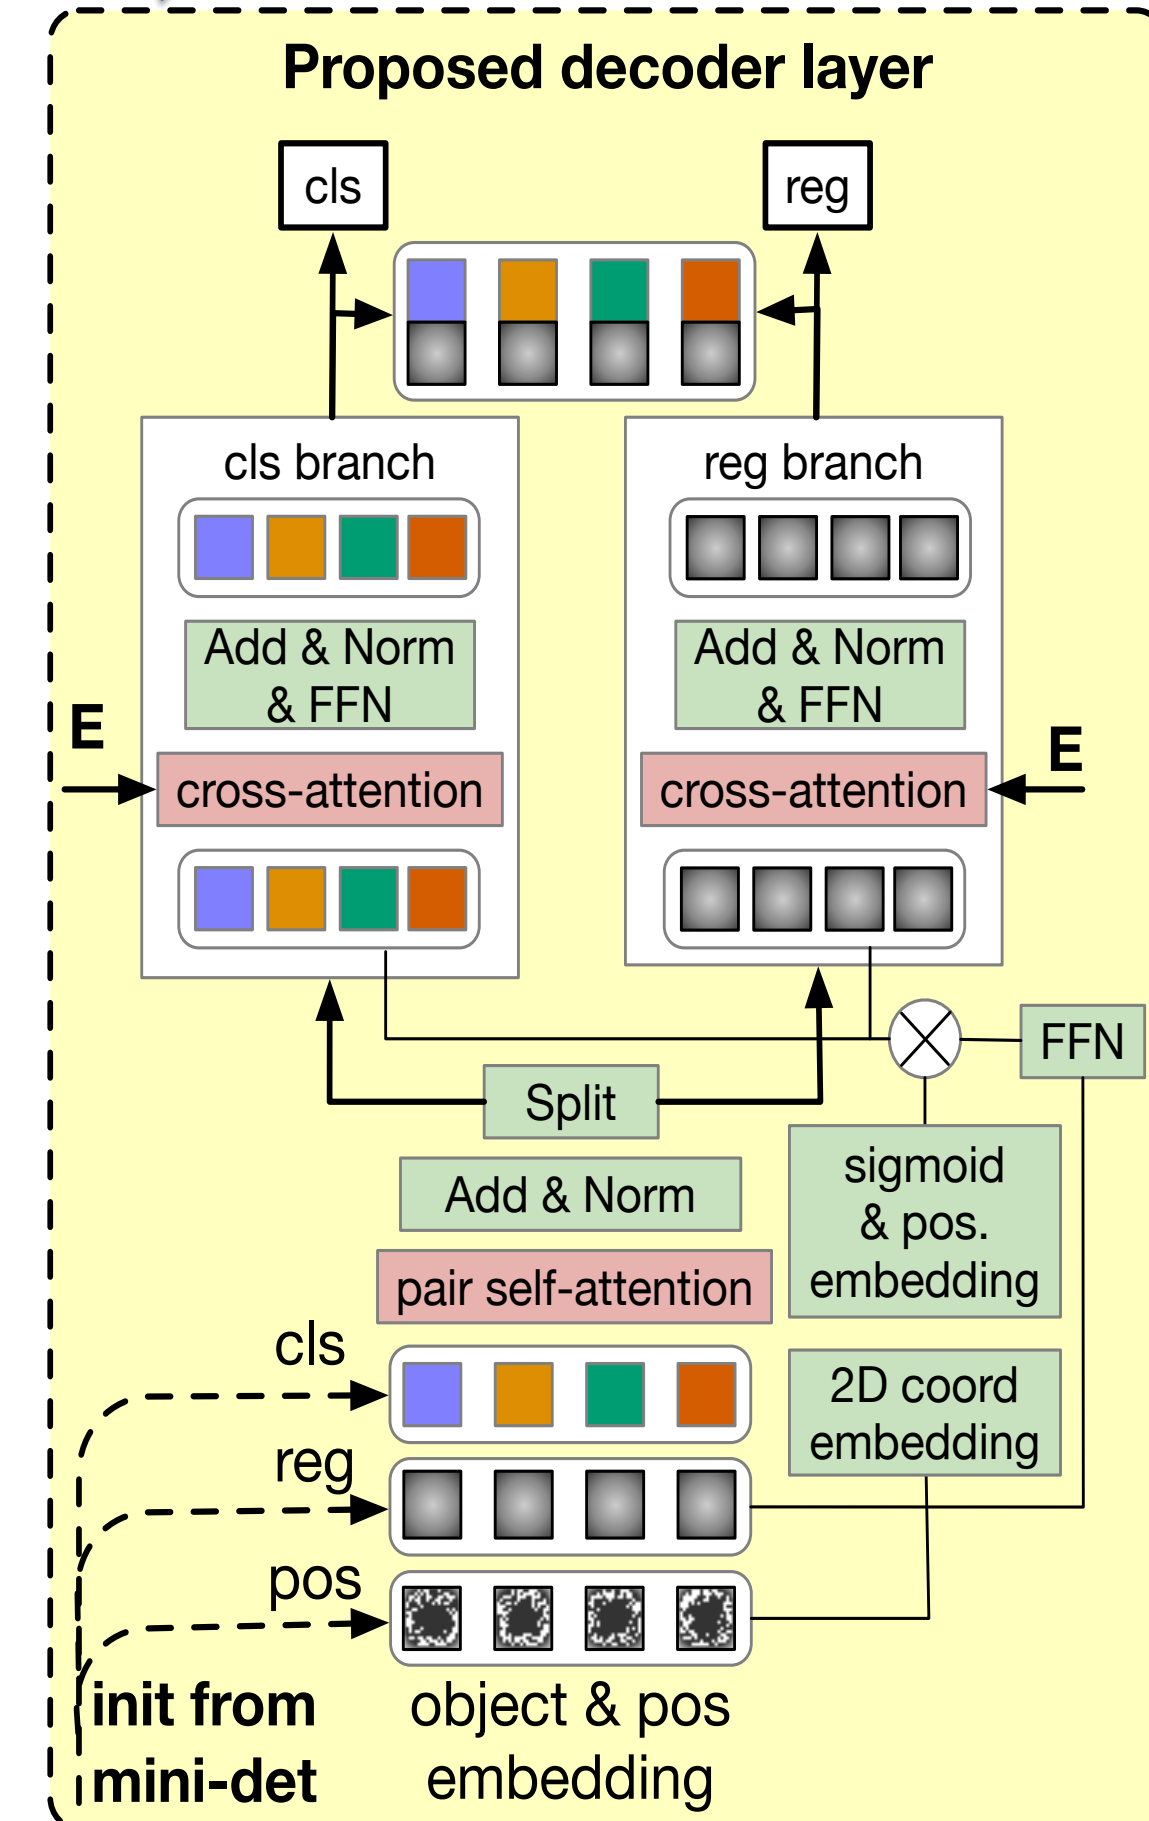 Proposed decoder layer
cls
reg
cls branch
reg branch
Add & Norm
& FFN
Add & Norm
& FFN
E
E
cross-attention
cross-attention
FFN
Split
sigmoid
& pos.
embedding
Add & Norm
pair self-attention
cls
2D coord
embedding
reg
pos
init from
mini-det
object & pos
embedding